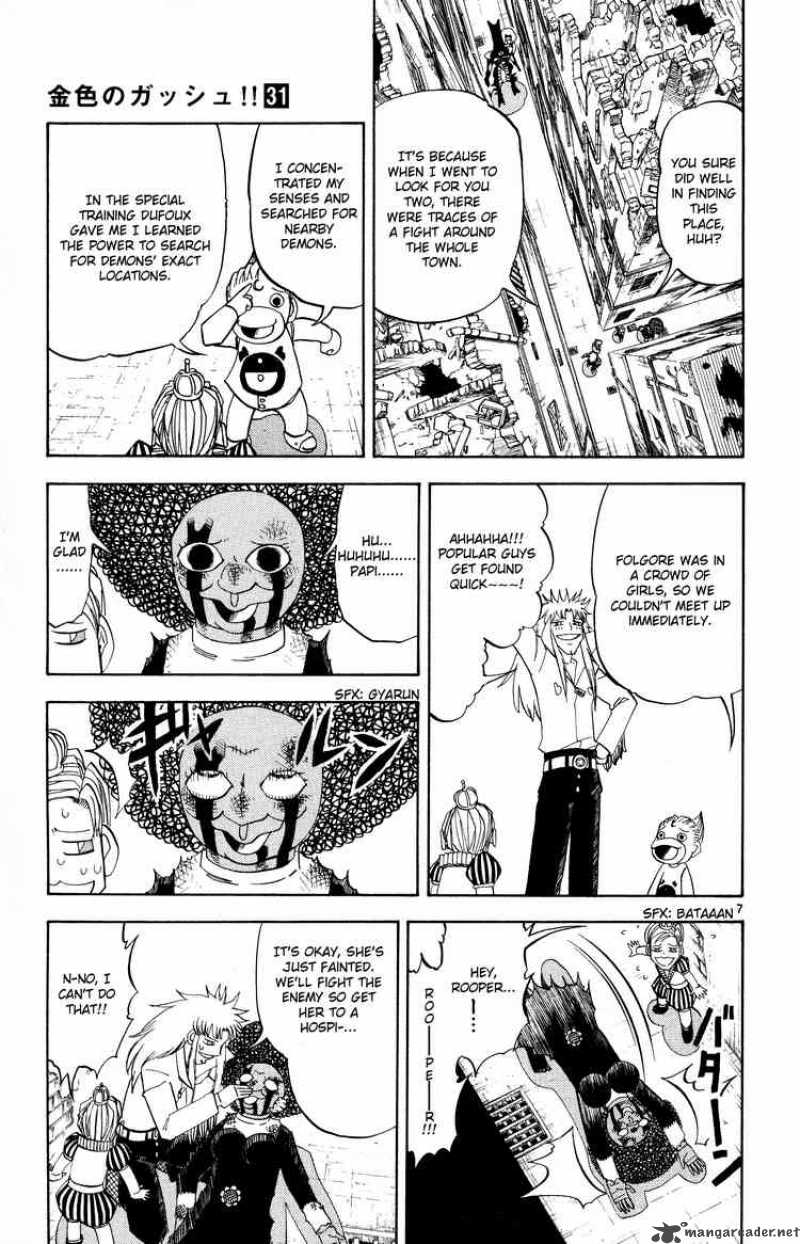 金色のガッシュ!! 31
YOU SURE
DID WELL
IN FINDING
THIS
PLACE,
HUH?
IT'S BECAUSE
WHEN I WENT TO
LOOK FOR YOU
TWO, THERE
WERE TRACES OF
A FIGHT AROUND
THE WHOLE
TOWN.
I CONCEN-
TRATED MY
SENSES AND
SEARCHED FOR
NEARBY
DEMONS.
IN THE SPECIAL
TRAINING DUFOUX
GAVE ME I LEARNED
THE POWER TO SEARCH
FOR DEMONS' EXACT
LOCATIONS.
FOLGORE WAS
IN A
CROWD OF
GIRLS, SO WE
COULDN'T MEET UP
IMMEDIATELY.
AHHAHHA!!!
POPULAR GUYS
GET FOUND
QUICK~~~!
HU...
HUHUHU......
PAPI......
I'M
GLAD
......
SFX: GYARUN
ギャルン
7
SFX: BATAAAN
HEY,
ROOPER...
!...
ROO-PE-R!!!
バターン
IT'S OKAY, SHE'S
JUST FAINTED.
WE'LL FIGHT THE
ENEMY SO GET
HER TO A
HOSPI-...
N-NO, I
CAN'T DO
THAT!!
mangareader.net